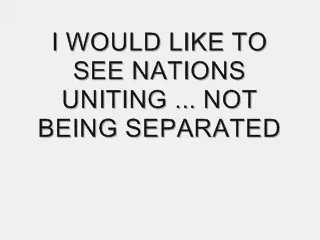 I WOULD LIKE TO
SEE NATIONS
UNITING ... NOT
BEING SEPARATED